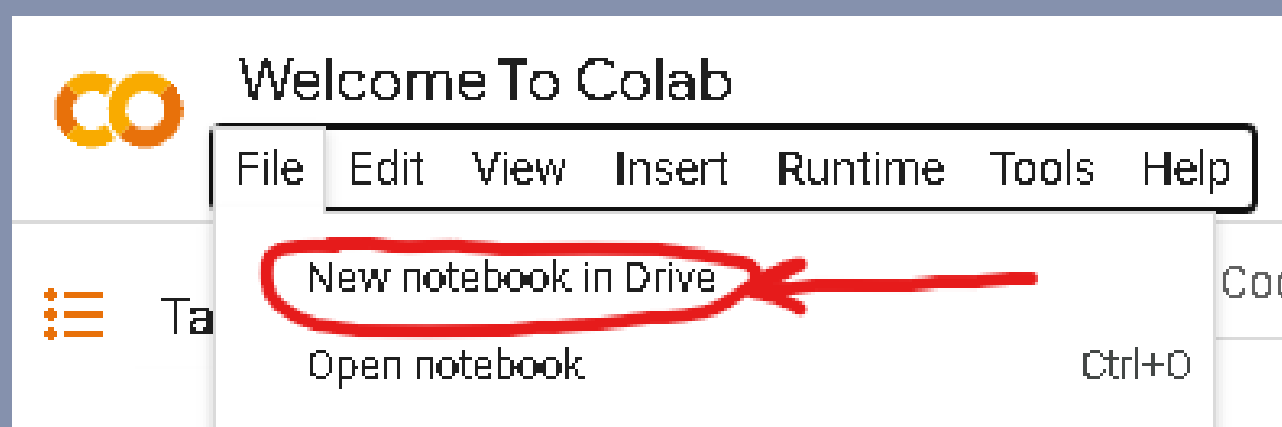 CO
Welcome To Colab
File Edit View Insert Runtime Tools Help
New notebook in Drive
Open notebook Ctrl+O